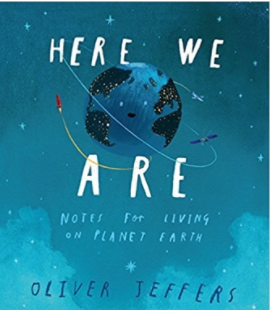 HERE WE
ARE
NOTES FOR LIVING
ON PLANET EARTH
OLIVER JEFFERS